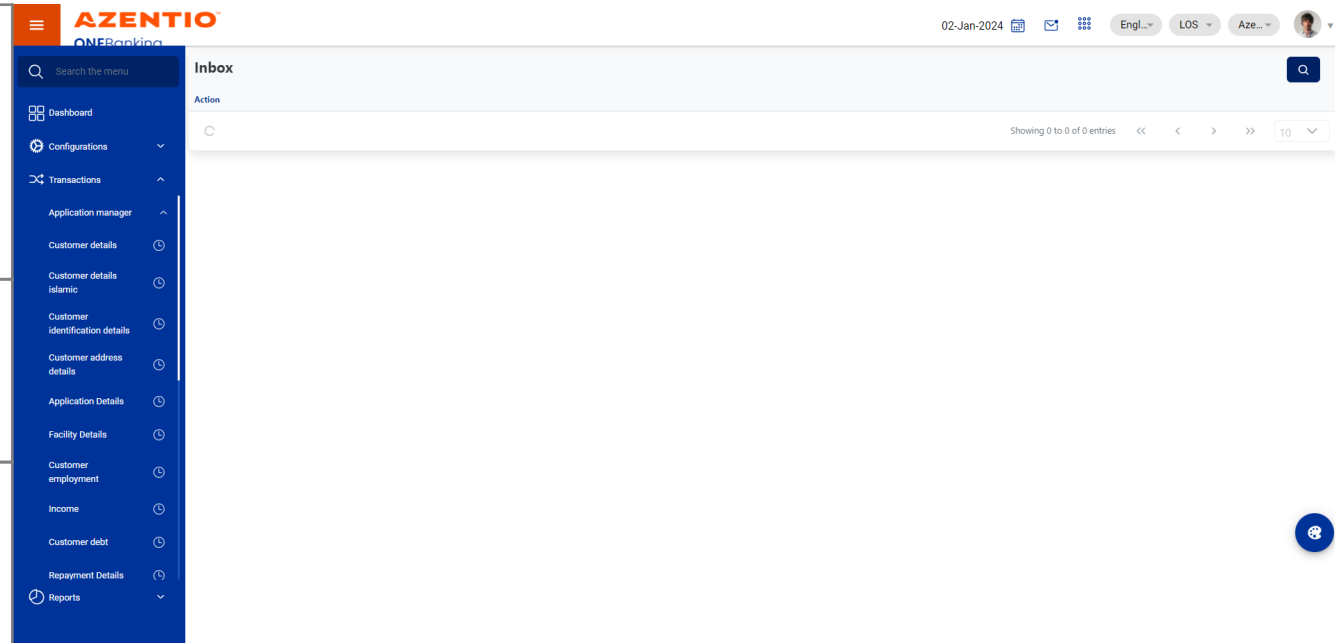 AZENTIO
ONEBanking
02-Jan-2024
Engl...
LOS
Aze...
Search the menu
Dashboard
Configurations
Transactions
Application manager
Customer details
Customer details
islamic
Customer
identification details
Customer address
details
Application Details
Facility Details
Customer
employment
Income
Customer debt
Repayment Details
Reports
Inbox
Action
Showing 0 to 0 of 0 entries
10